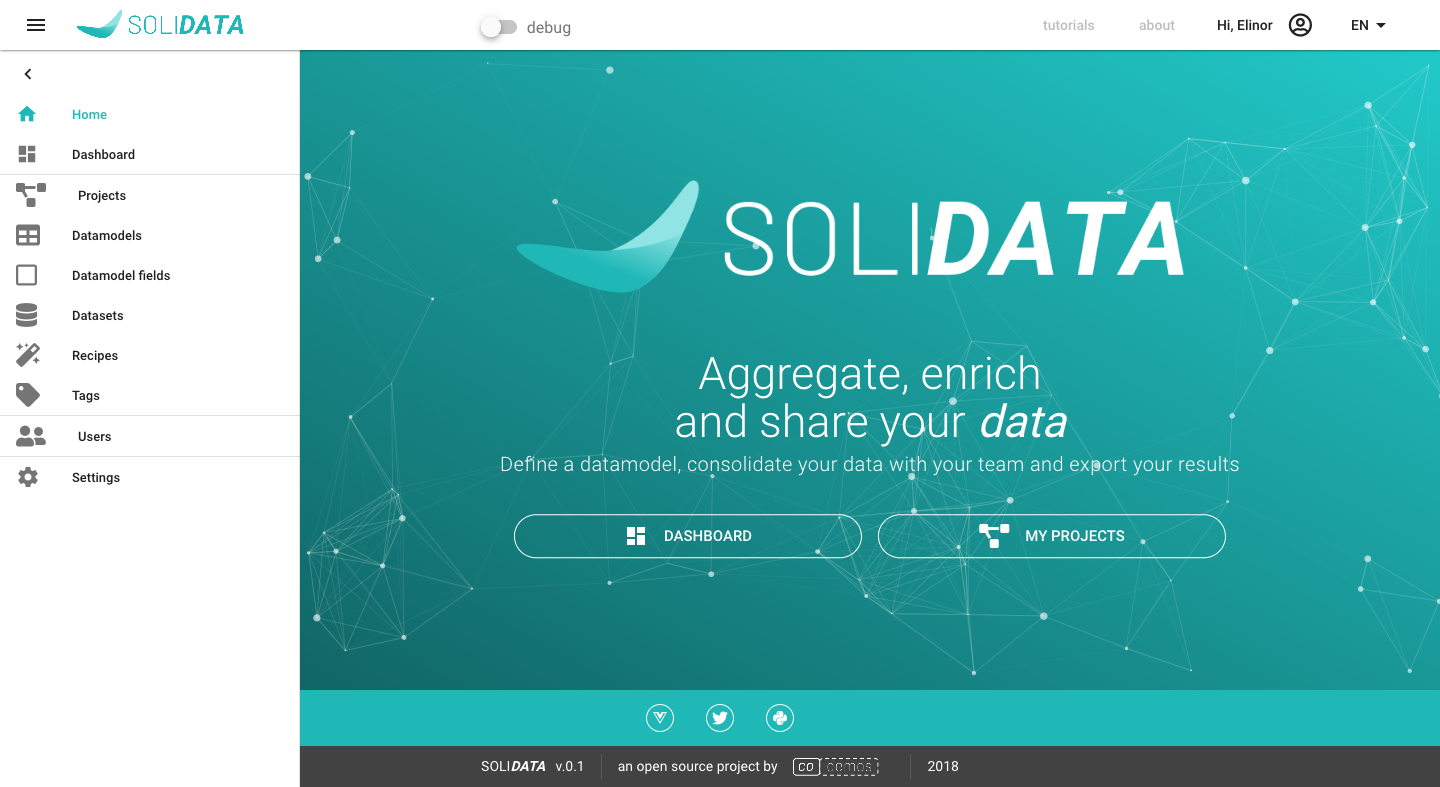 SOLIDATA
debug
tutorials
about
Hi, Elinor
EN
Home
Dashboard
Projects
Datamodels
Datamodel fields
Datasets
Recipes
Tags
Users
Settings
SOLIDATA
Aggregate, enrich
and share your data
Define a datamodel, consolidate your data with your team and export your results
DASHBOARD
MY PROJECTS
SOLIDATA v.0.1
an open source project by
co
2018